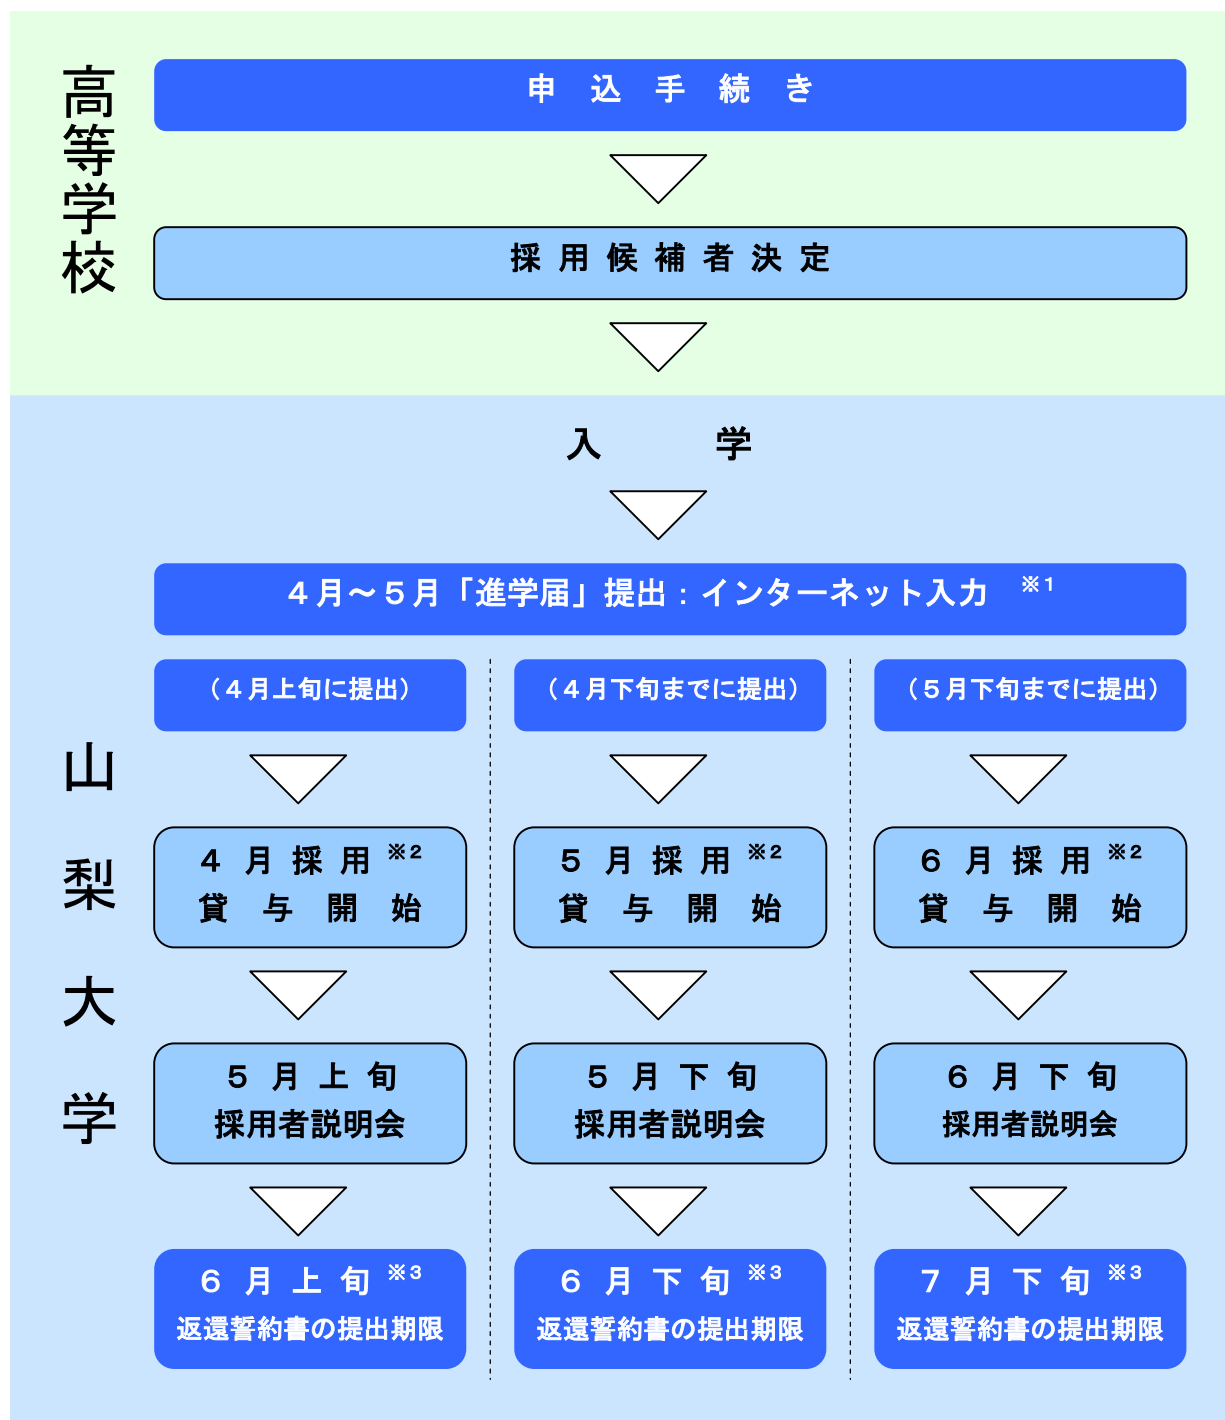 高等学校
申込手続き
採用候補者決定
入学
山梨大学
４月～５月「進学届」提出：インターネット入力 ※１
（４月上旬に提出）
４月採用※２
貸与開始
５月上旬
採用者説明会
６月上旬※３
返還誓約書の提出期限
（４月下旬までに提出）
５月採用※２
貸与開始
５月下旬
採用者説明会
６月下旬※３
返還誓約書の提出期限
（５月下旬までに提出）
６月採用※２
貸与開始
６月下旬
採用者説明会
７月下旬※３
返還誓約書の提出期限